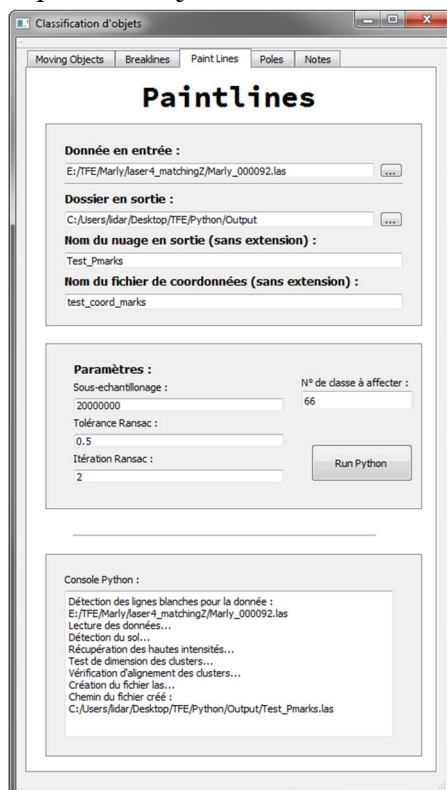 Classification d'objets
Moving Objects Breaklines Paint Lines Poles Notes
Paintlines
Donnée en entrée :
E:/TFE/Marly/laser4_matchingZ/Marly_000092.las ...
Dossier en sortie :
C:/Users/lidar/Desktop/TFE/Python/Output ...
Nom du nuage en sortie (sans extension) :
Test_Pmarks
Nom du fichier de coordonnées (sans extension) :
test_coord_marks
Paramètres :
Sous-echantillonage : N° de classe à affecter :
20000000 66
Tolérance Ransac :
0.5
Itération Ransac : Run Python
2
Console Python :
Détection des lignes blanches pour la donnée :
E:/TFE/Marly/laser4_matchingZ/Marly_000092.las
Lecture des données...
Détection du sol...
Récupération des hautes intensités...
Test de dimension des clusters...
Vérification d'alignement des clusters...
Création du fichier las...
Chemin du fichier créé :
C:/Users/lidar/Desktop/TFE/Python/Output/Test_Pmarks.las